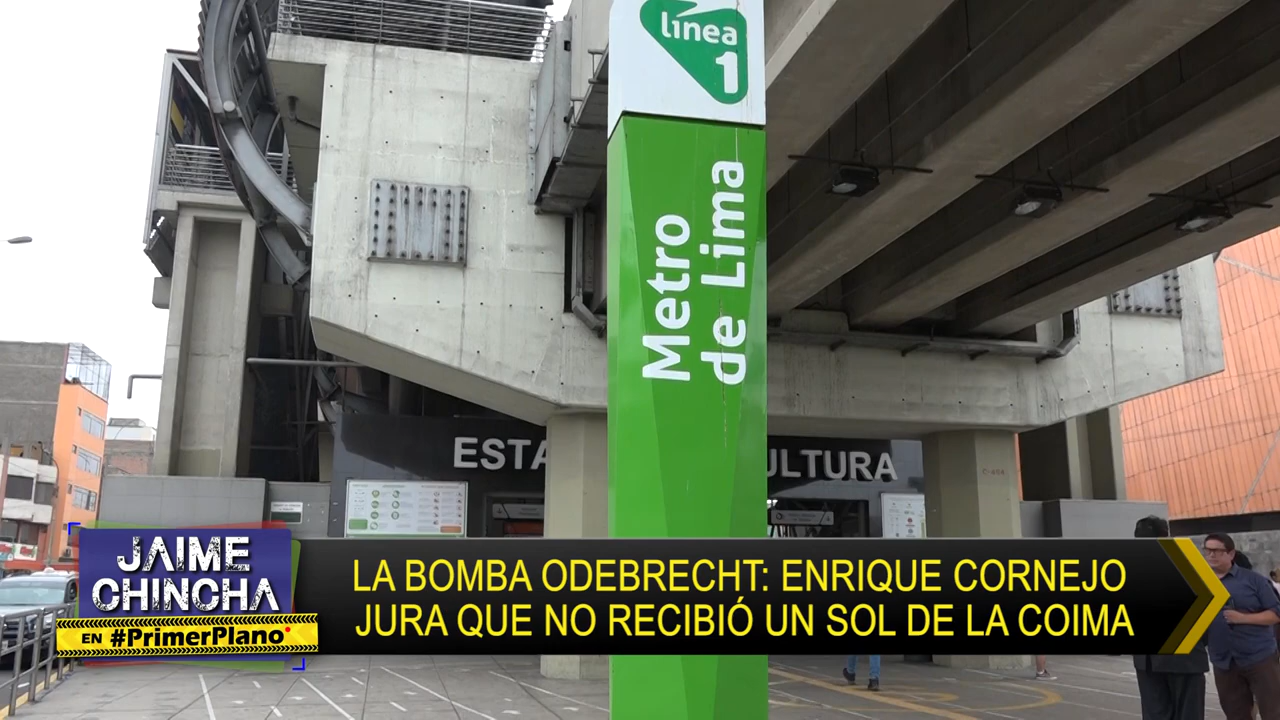 línea
1
Metro
de Lima
ESTA
ULTURA
JAIME
CHINCHA
EN #PrimerPlano
LA BOMBA ODEBRECHT: ENRIQUE CORNEJO
JURA QUE NO RECIBIÓ UN SOL DE LA COIMA